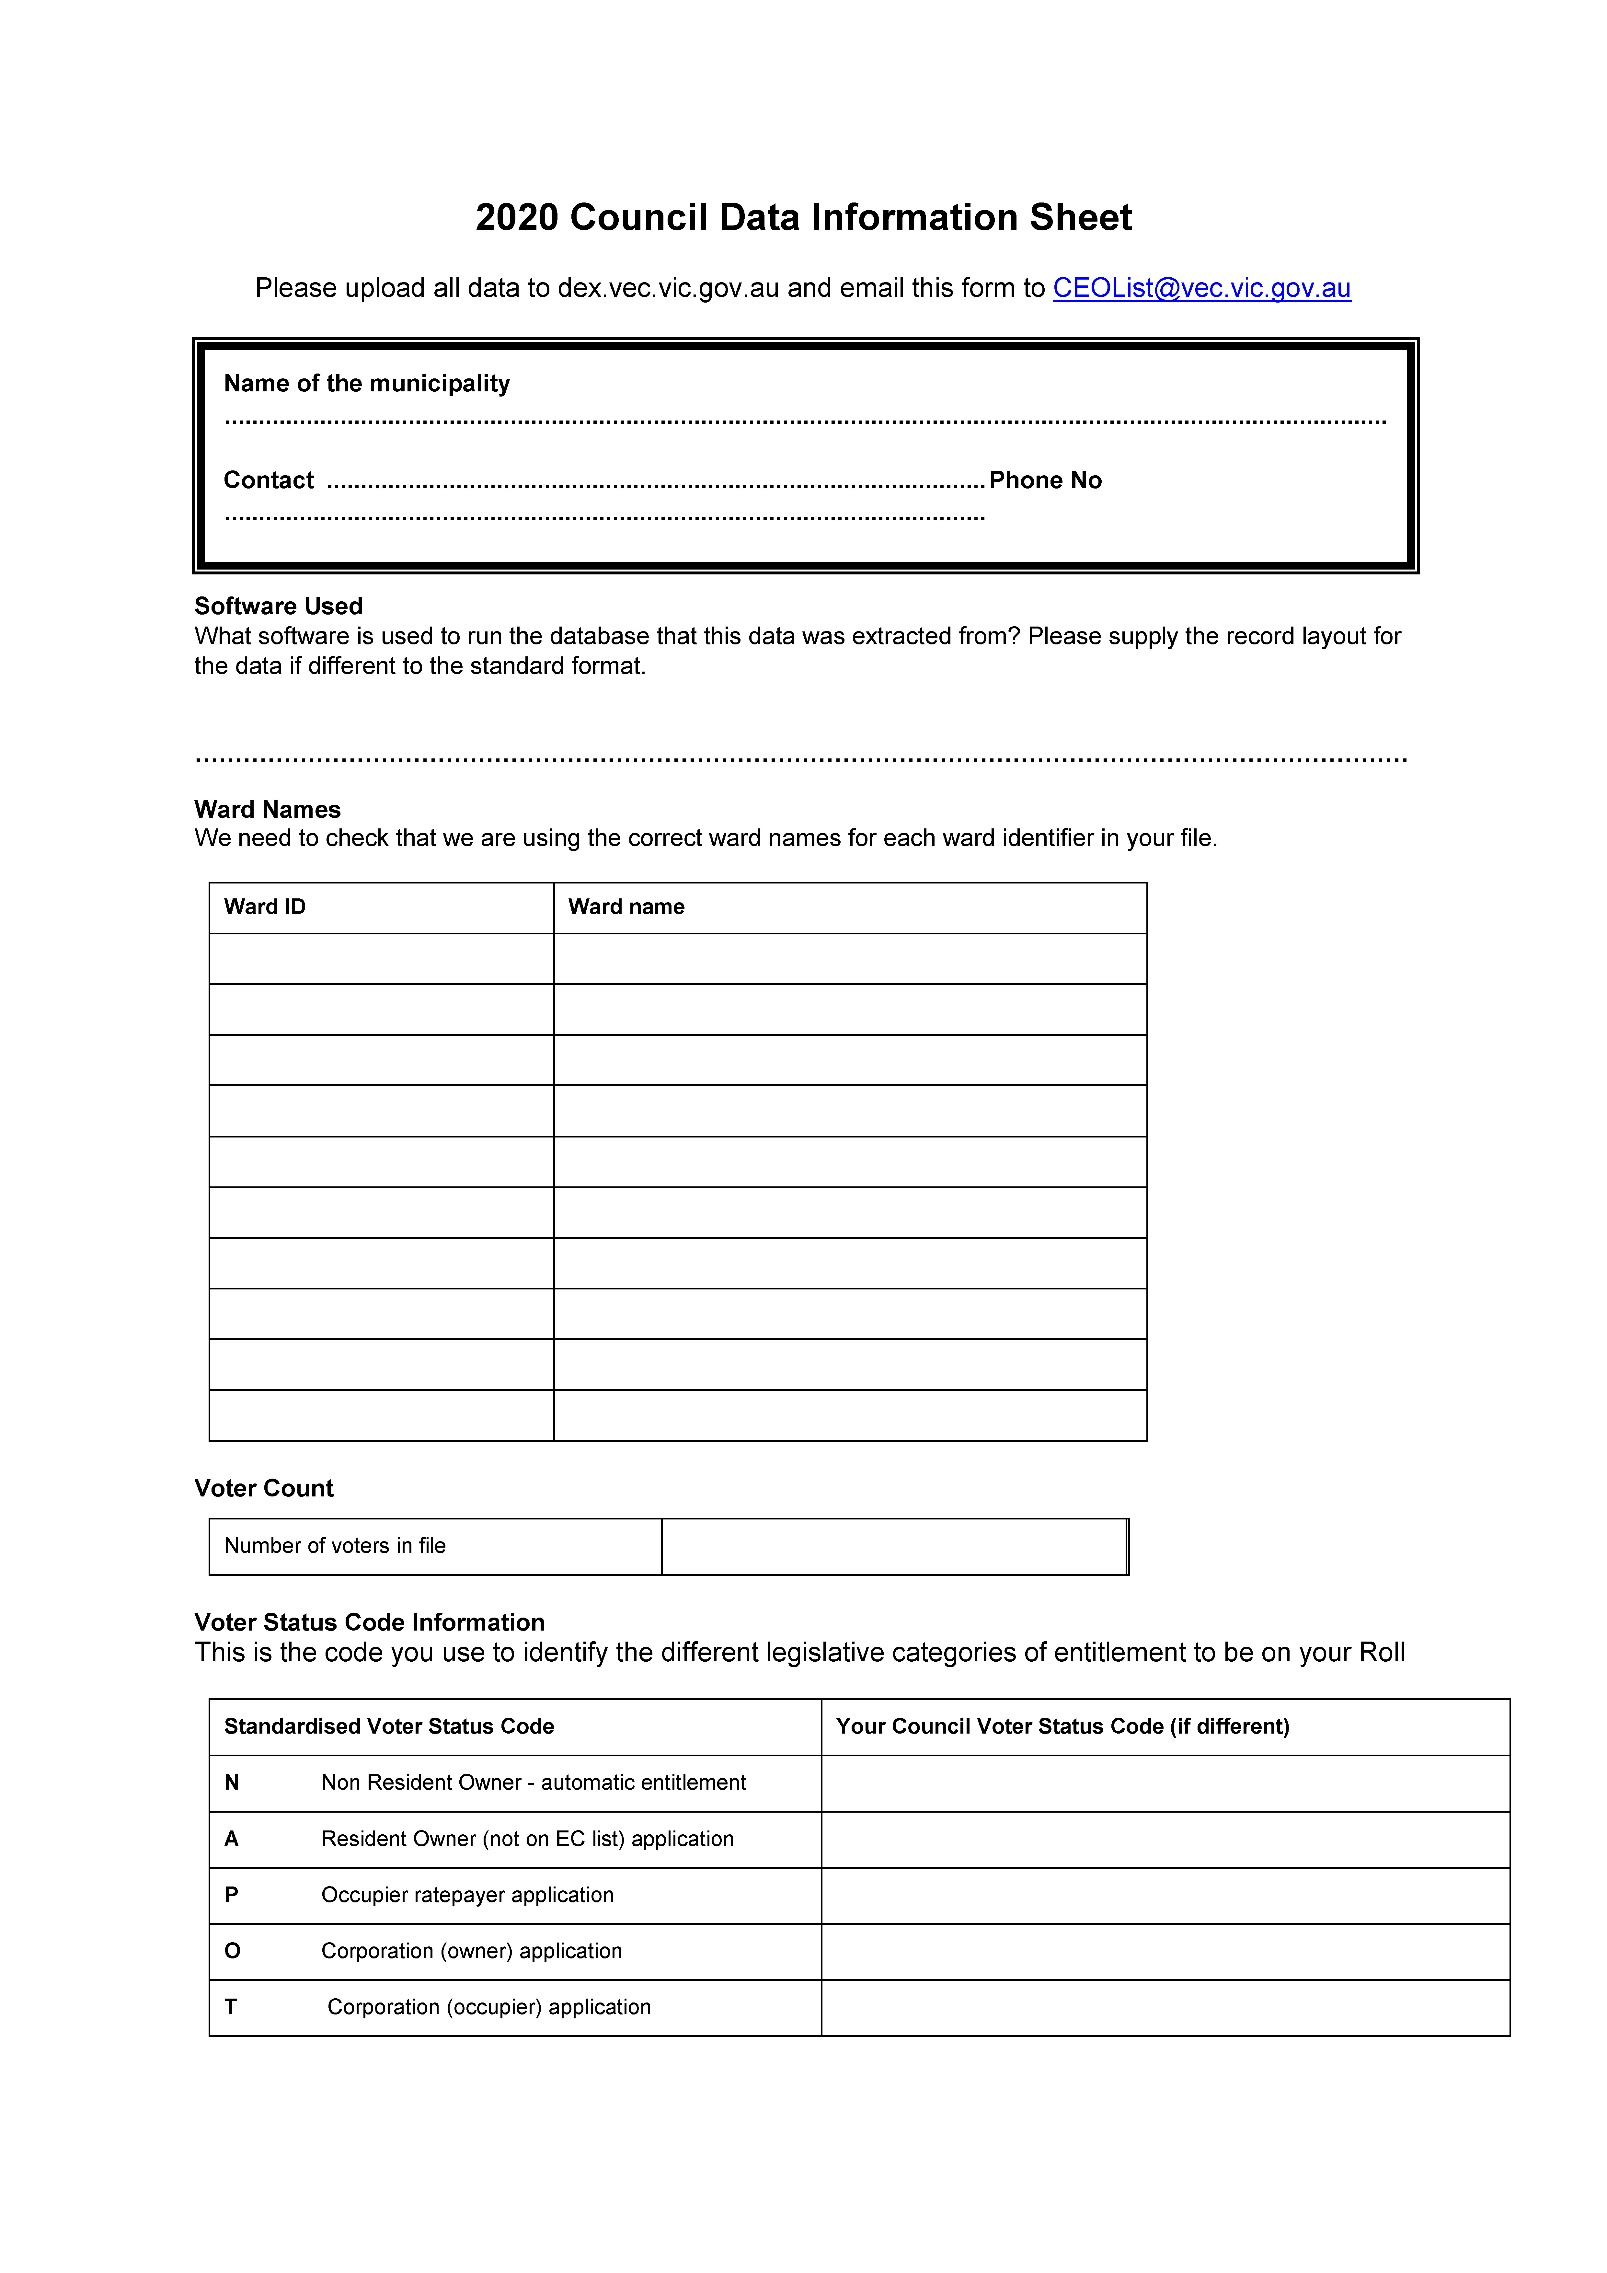 2020 Council Data Information Sheet
Please upload all data to dex.vec.vic.gov.au and email this form to CEOList@vec.vic.gov.au
Name of the municipality
Contact ................................................................................................. Phone No
Software Used
What software is used to run the database that this data was extracted from? Please supply the record layout for
the data if different to the standard format.
Ward Names
We need to check that we are using the correct ward names for each ward identifier in your file.
Ward ID Ward name
Voter Count
Number of voters in file
Voter Status Code Information
This is the code you use to identify the different legislative categories of entitlement to be on your Roll
Standardised Voter Status Code Your Council Voter Status Code (if different)
N Non Resident Owner - automatic entitlement
A Resident Owner (not on EC list) application
P Occupier ratepayer application
O Corporation (owner) application
T Corporation (occupier) application